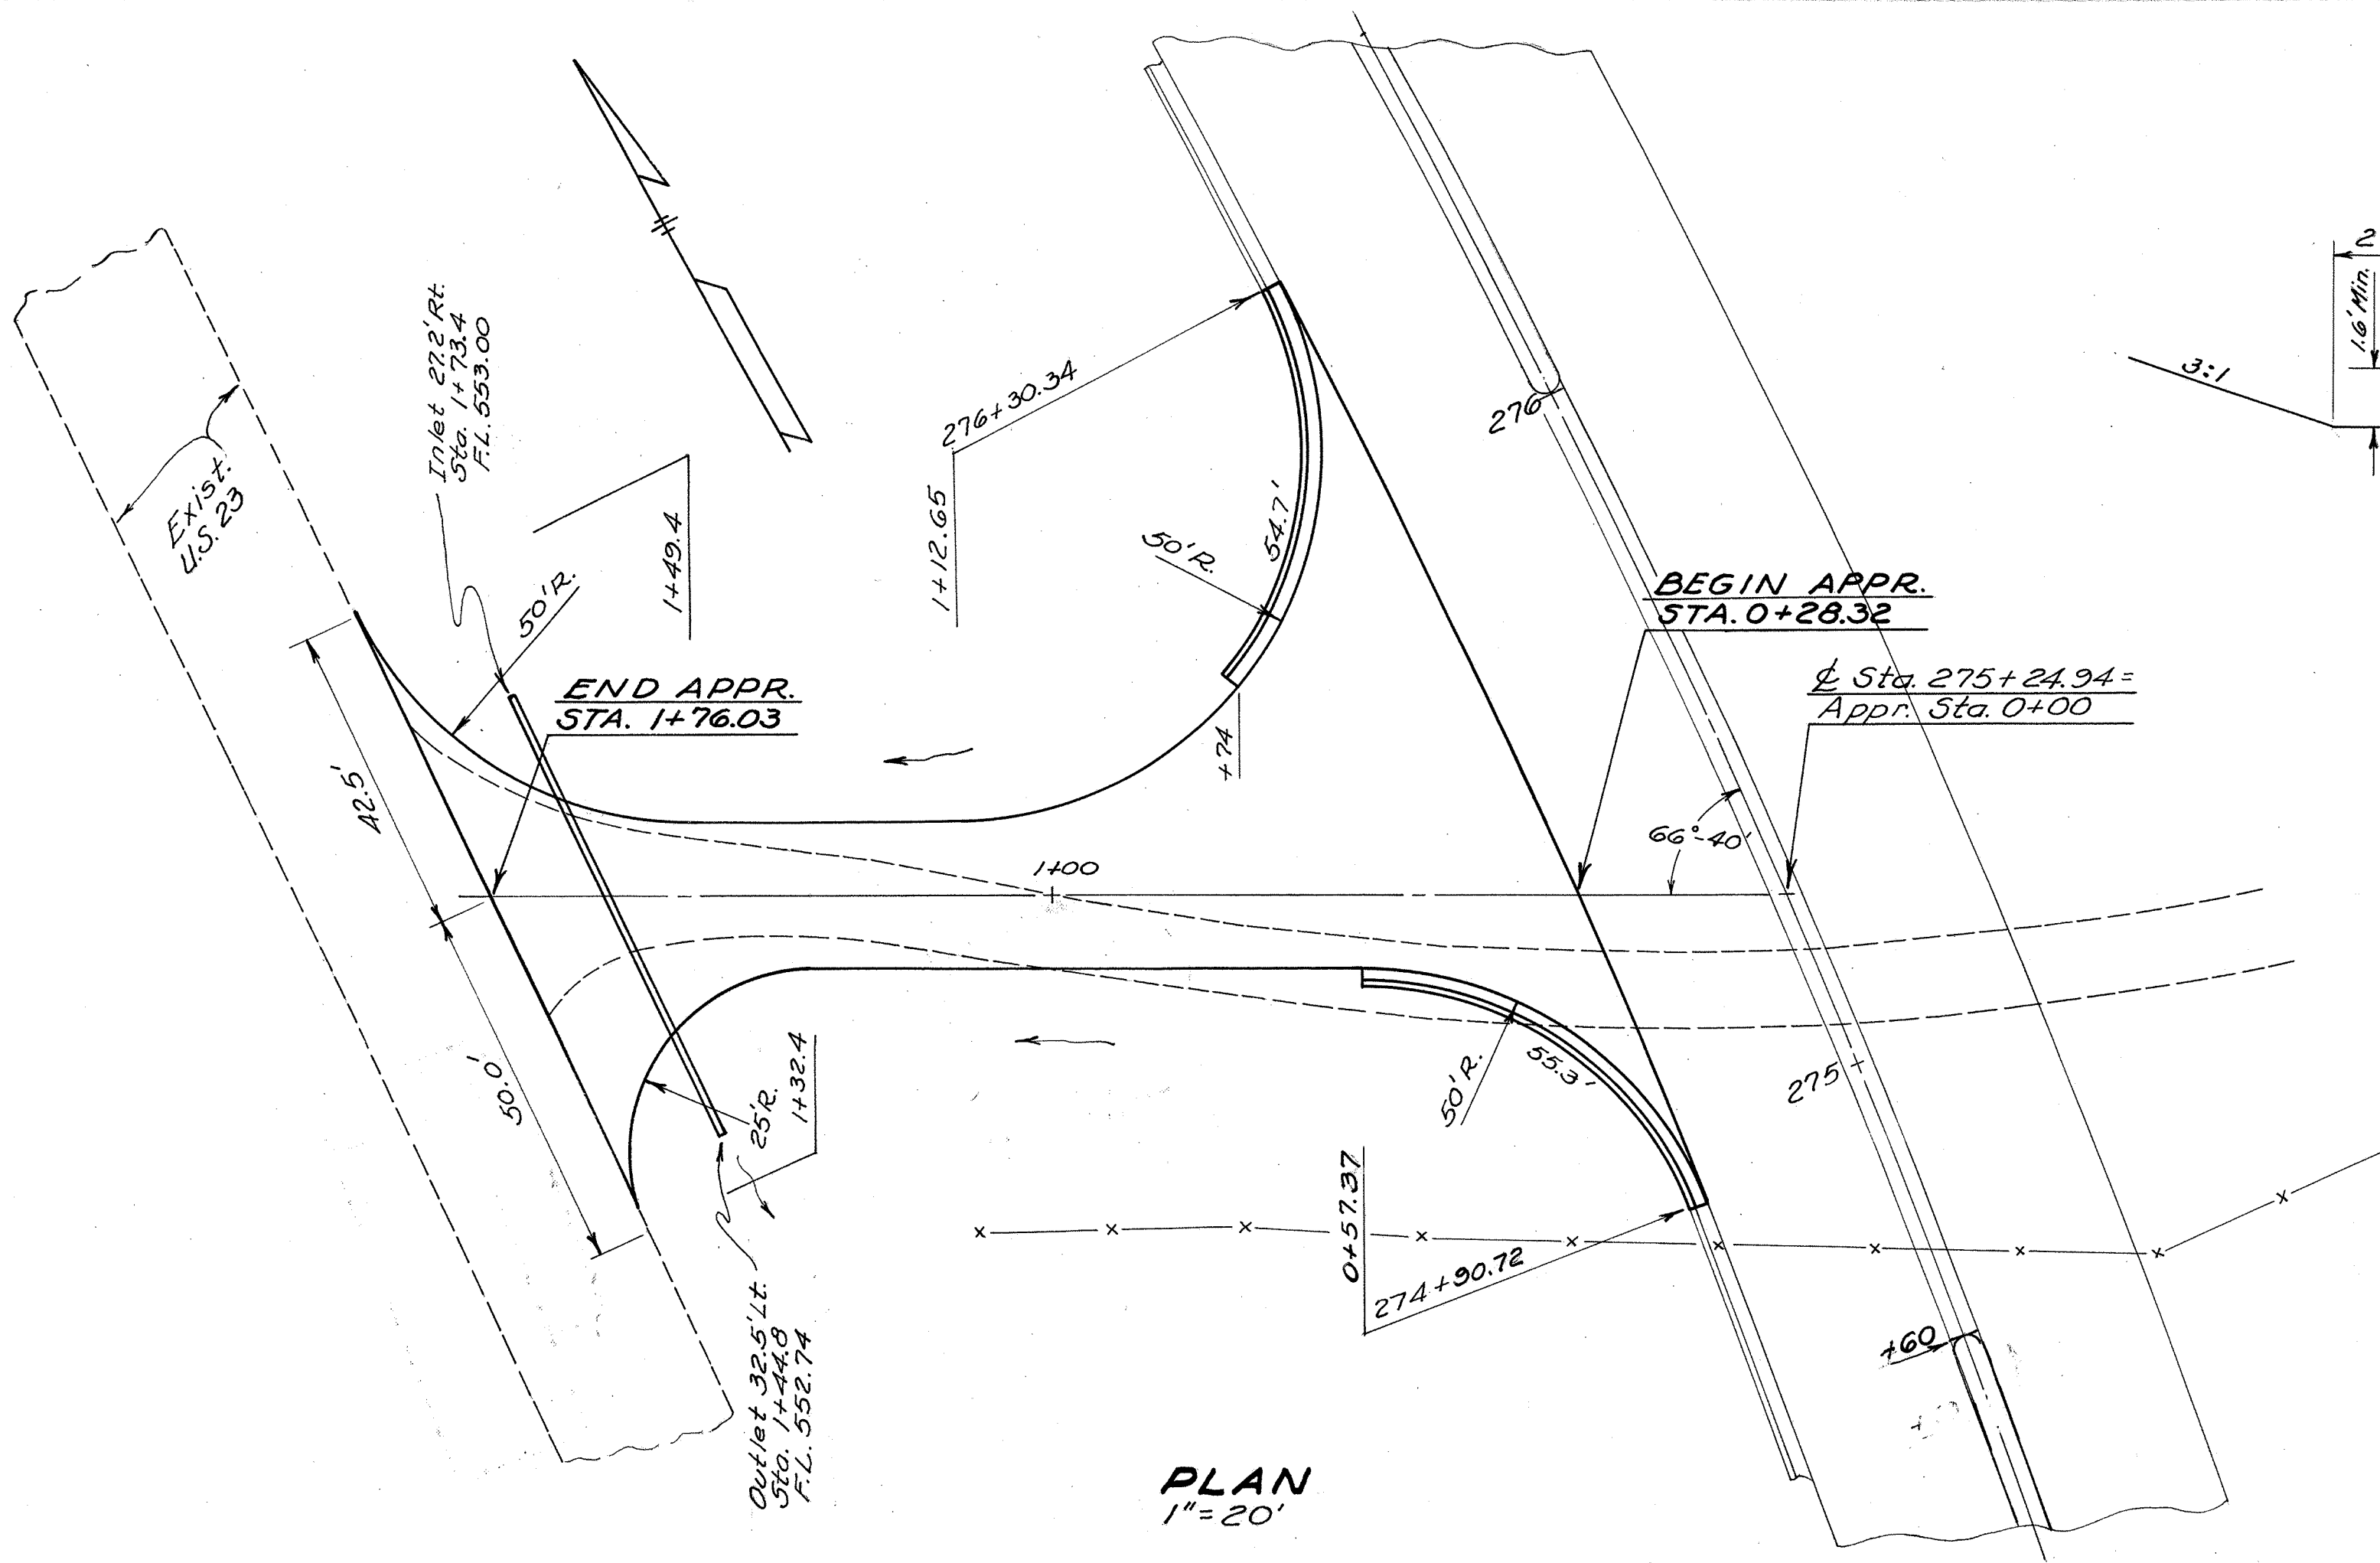 Exist.
U.S. 23
Inlet 27.2' Rt.
Sta. 1+73.4
F.L. 553.00
50' R.
1+49.4
END APPR.
STA. 1+76.03
42.5'
50.0'
276+30.34
1+12.65
50' R.
54.7'
+74
276
BEGIN APPR.
STA. 0+28.32
℄ Sta. 275+24.94 =
Appr. Sta. 0+00
66°-40'
1+00
275
3:1
2
1.6' Min.
25' R.
1+32.4
Outlet 32.5' Lt.
Sta. 1+44.8
F.L. 552.74
50' R.
55.3'
0+57.37
274+90.72
+60
PLAN
1" = 20'